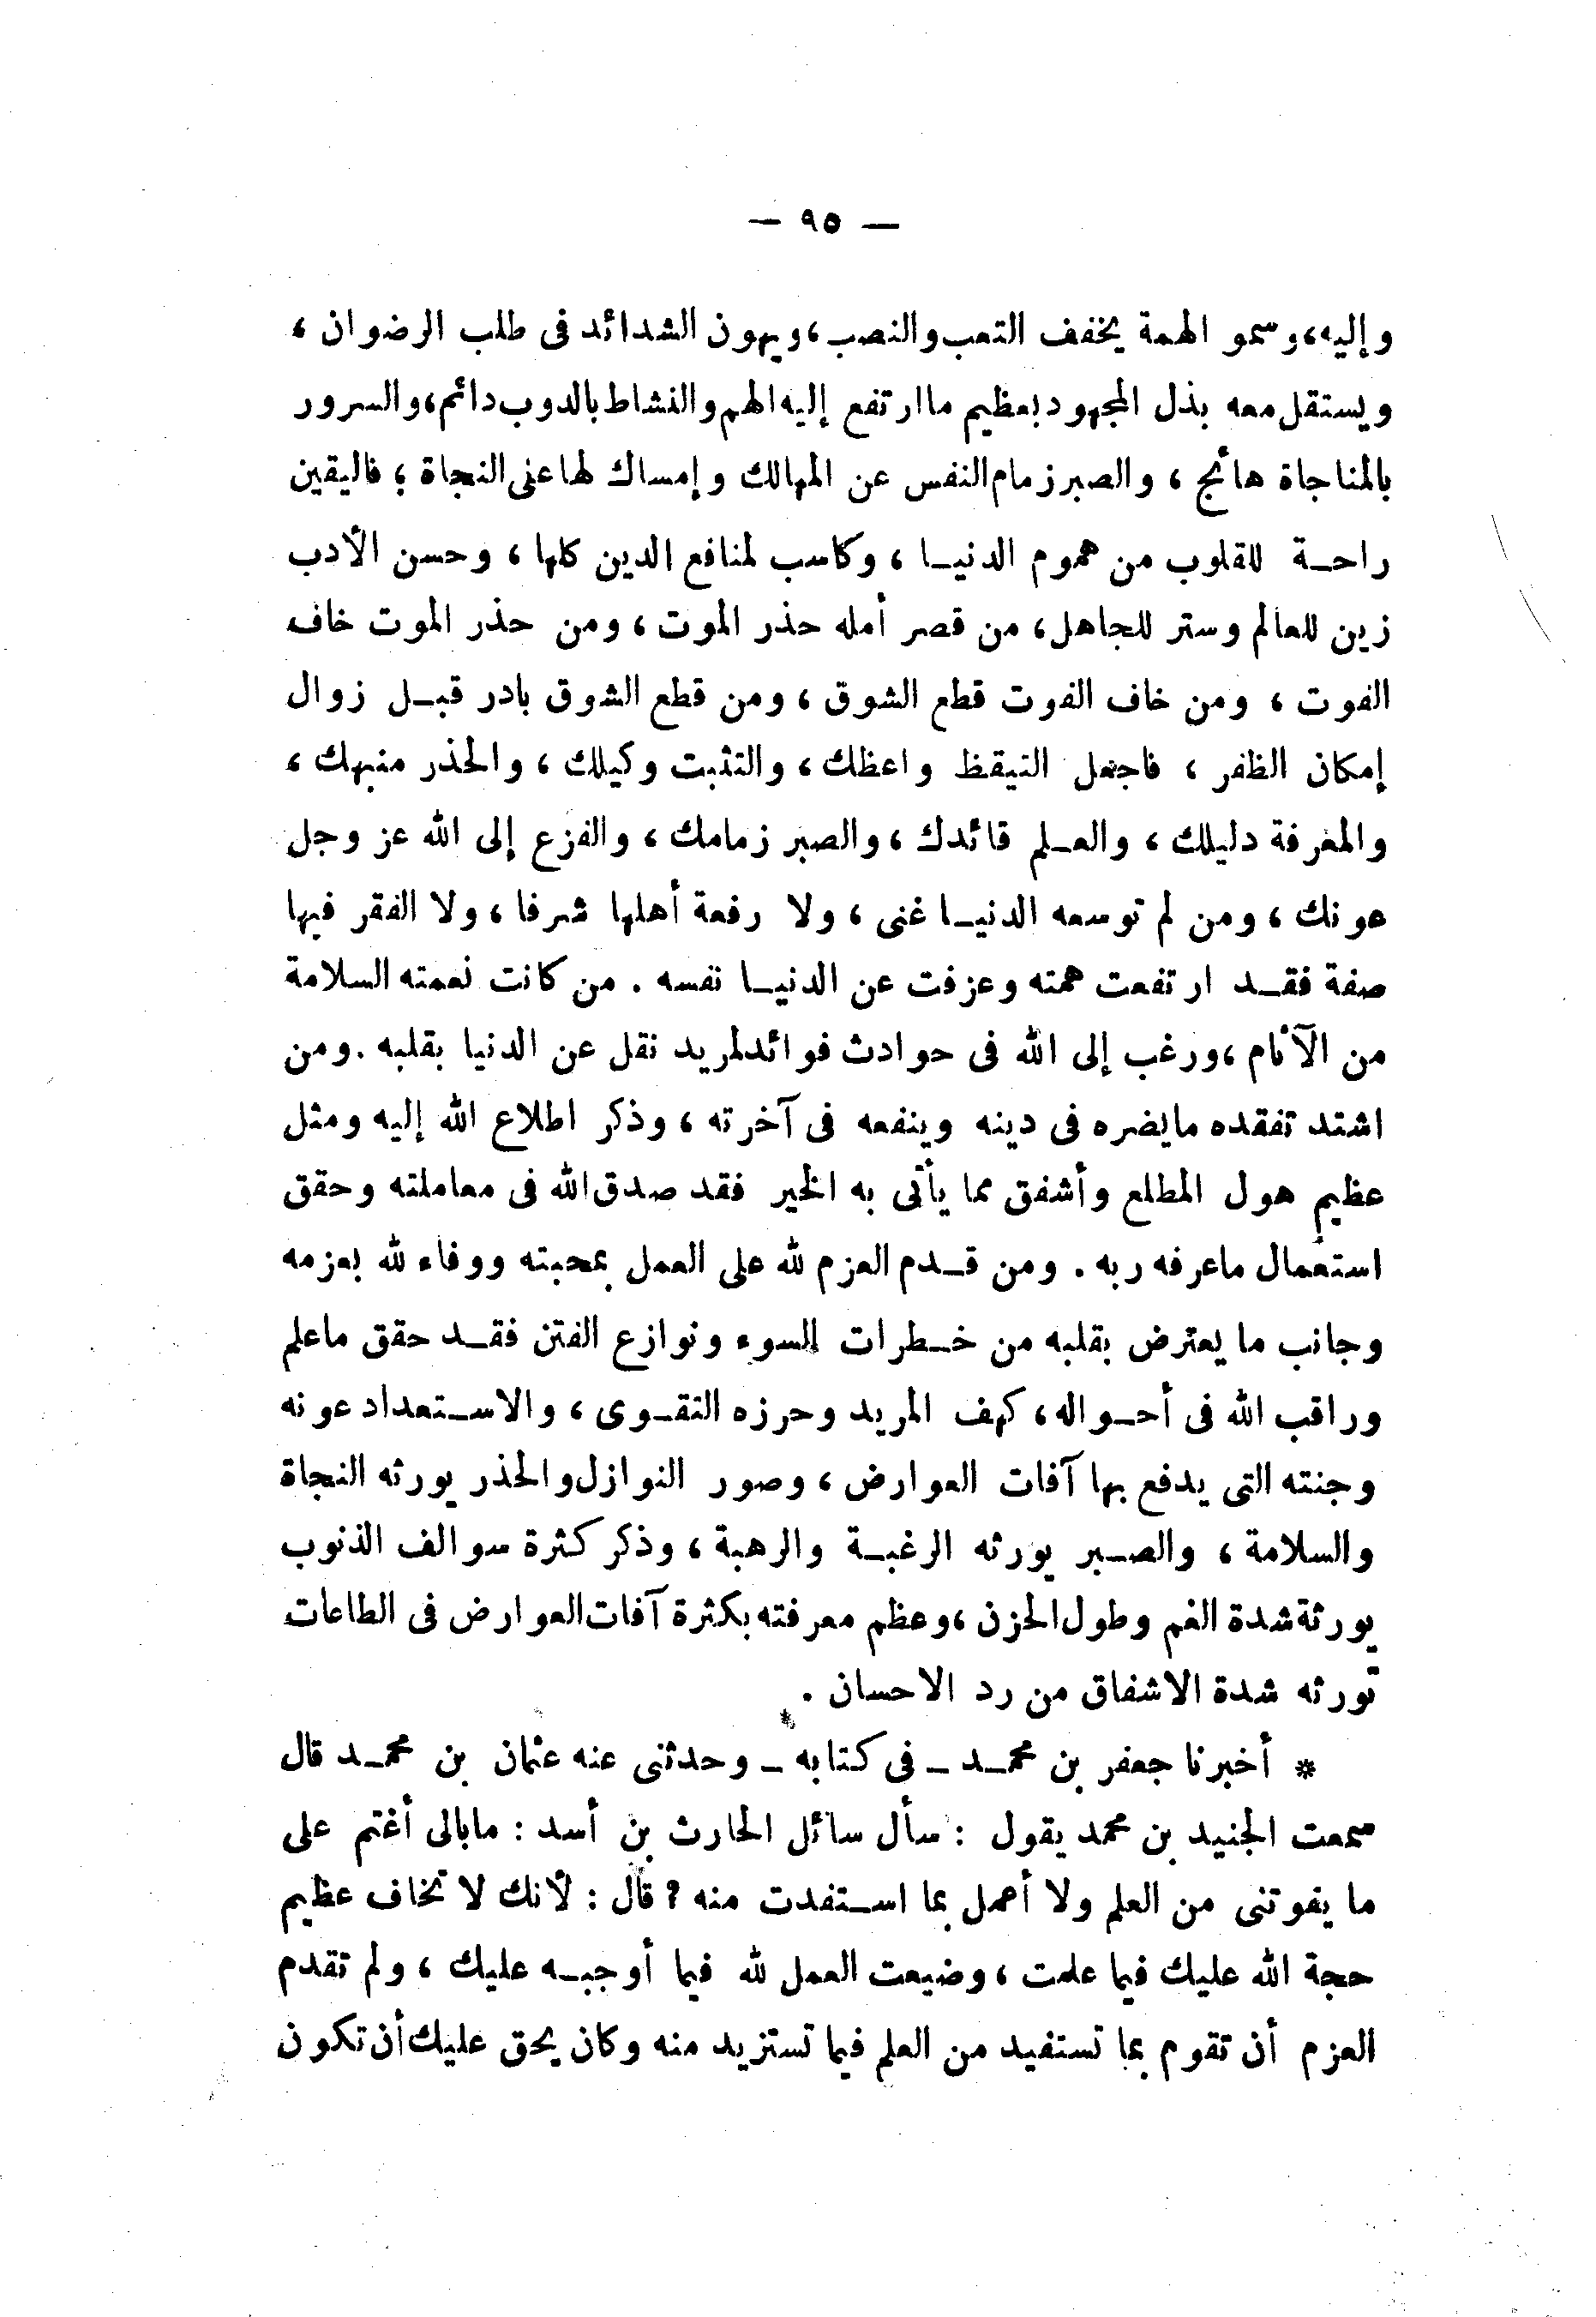 — ٩٥ —
وإليه، وسمو الهمة يخفف التعب والنصب، ويهون الشدائد فى طلب الرضوان ،
ويستقل معه بذل المجهود بعظيم ما ارتفع إليه الهم والنشاط بالدوب دائم، والسرور
بالمناجاة هائج ، والصبر زمام النفس عن المهالك وإمساك لها على النجاة ؛ فاليقين
راحة للقلوب من هموم الدنيا ، وكاسب لمنافع الدين كلها ، وحسن الأدب
زين للعالم وستر للجاهل ، من قصر أمله حذر الموت ، ومن حذر الموت خاف
الفوت ، ومن خاف الفوت قطع الشوق ، ومن قطع الشوق بادر قبل زوال
إمكان الظفر ، فاجعل التيقظ واعظك ، والتثبت وكيلك ، والحذر منبهك ،
والمعرفة دليلك ، والعلم قائدك ، والصبر زمامك ، والفزع إلى الله عز وجل
عونك ، ومن لم توسعه الدنيا غنى ، ولا رفعة أهلها شرفا ، ولا الفقر فيها
صفة فقد ارتفعت همته وعزفت عن الدنيا نفسه . من كانت نعمته السلامة
من الآثام ، ورغب إلى الله فى حوادث فوائد لمريد نقل عن الدنيا بقلبه . ومن
اشتد تفقده مايضره فى دينه وينفعه فى آخرته ، وذكر اطلاع الله إليه ومثل
عظيم هول المطلع وأشفق مما يأتى به الخير فقد صدق الله فى معاملته وحقق
استعمال ماعرفه ربه . ومن قدم العزم لله على العمل بمحبته ووفاء لله بعزمه
وجانب ما يعترض بقلبه من خطرات السوء ونوازع الفتن فقد حقق ماعلم
وراقب الله فى أحواله ، كهف المريد وحرزه التقوى ، والاستعداد عونه
وجنته التى يدفع بها آفات العوارض ، وصور النوازل والحذر يورثه النجاة
والسلامة ، والصبر يورثه الرغبة والرهبة ، وذكر كثرة سوالف الذنوب
يورثة شدة الغم وطول الحزن ، وعظم معرفته بكثرة آفات العوارض فى الطاعات
تورثه شدة الاشفاق من رد الاحسان .
* أخبرنا جعفر بن محمد – فى كتابه – وحدثنى عنه عثمان بن محمد قال
سمعت الجنيد بن محمد يقول : سأل سائل الحارث بن أسد : مابالى أغتم على
ما يفوتنى من العلم ولا أعمل بما استفدت منه ؟ قال : لأنك لا تخاف عظيم
حجة الله عليك فيما علمت ، وضيعت العمل لله فيما أوجبه عليك ، ولم تقدم
العزم أن تقوم بما تستفيد من العلم فيما تستزيد منه وكان يحق عليك أن تكون